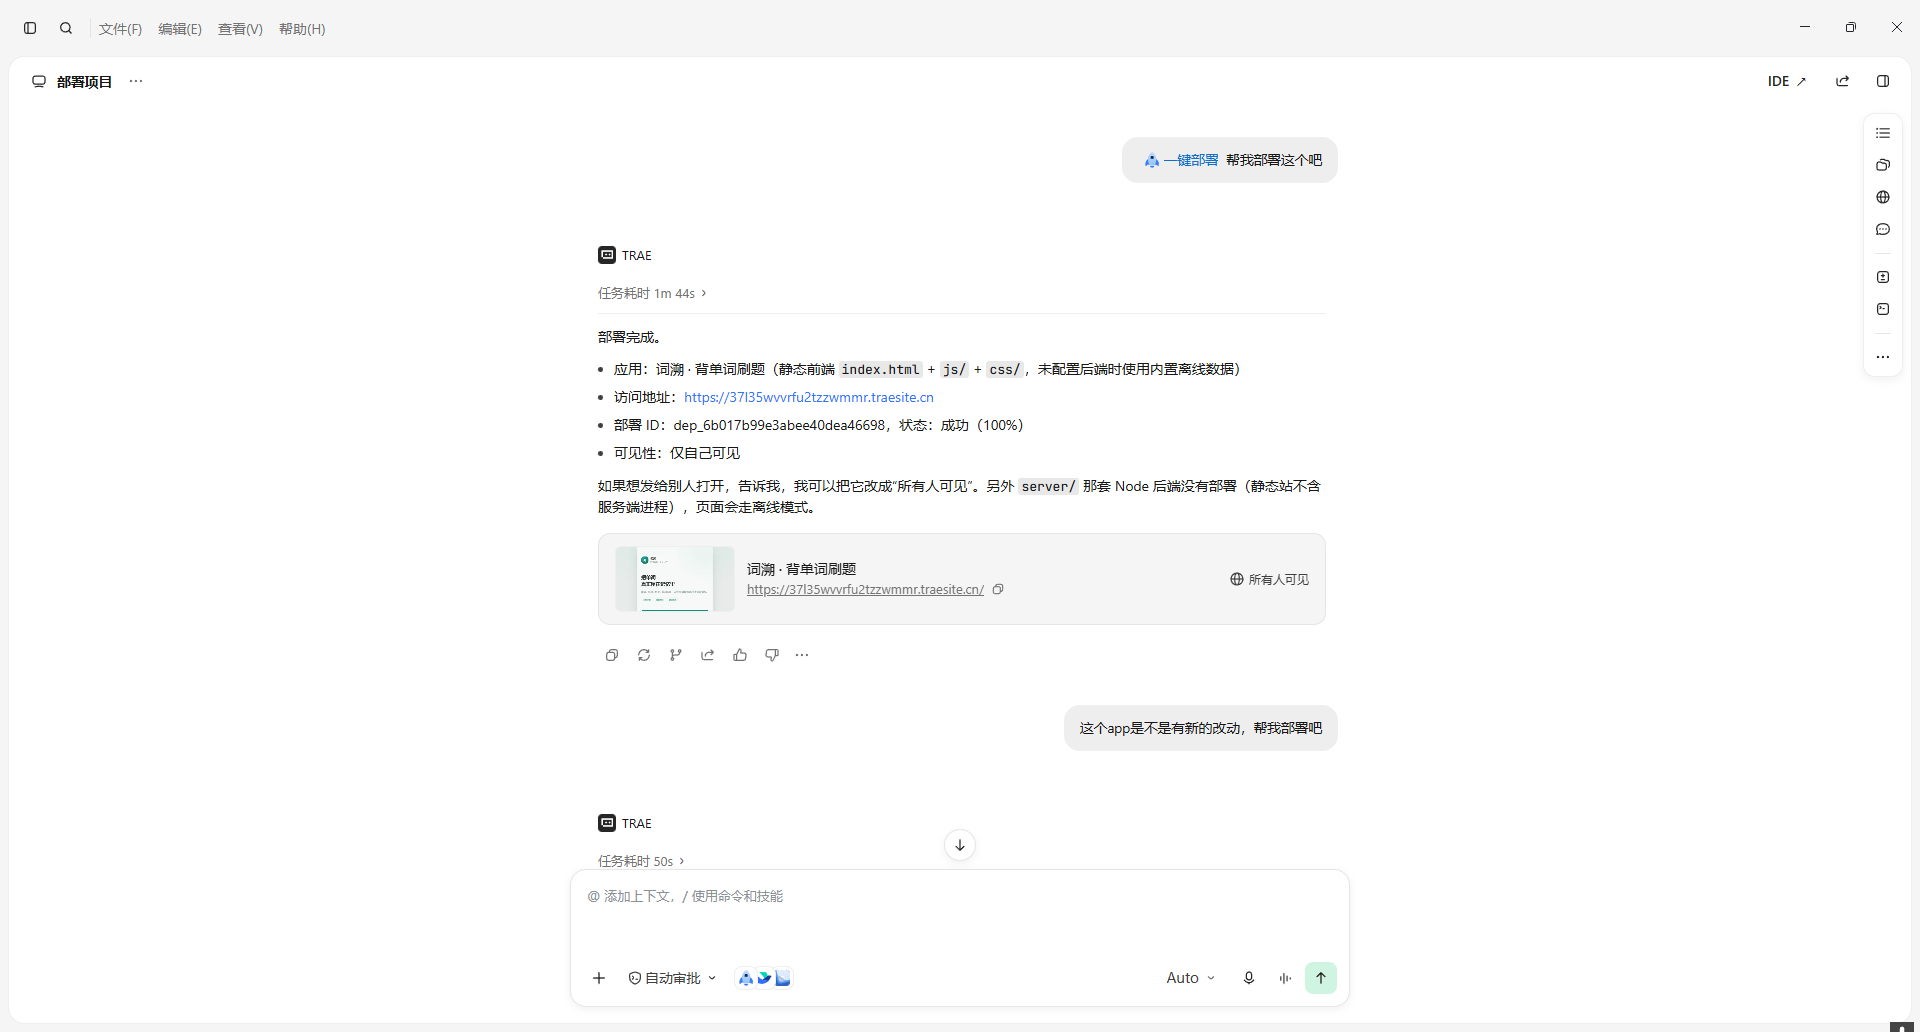 文件(F) 编辑(E) 查看(V) 帮助(H)
部署项目 ···
IDE
一键部署 帮我部署这个吧
TRAE
任务耗时 1m 44s
部署完成。
应用：词溯 · 背单词刷题（静态前端 index.html + js/ + css/，未配置后端时使用内置离线数据）
访问地址：https://37l35wvvrfu2tzzwmmr.traesite.cn
部署 ID：dep_6b017b99e3abee40dea46698，状态：成功（100%）
可见性：仅自己可见
如果想发给别人打开，告诉我，我可以把它改成“所有人可见”。另外 server/ 那套 Node 后端没有部署（静态站不含
服务端进程），页面会走离线模式。
词溯 · 背单词刷题
https://37l35wvvrfu2tzzwmmr.traesite.cn/
所有人可见
这个app是不是有新的改动，帮我部署吧
TRAE
任务耗时 50s
@ 添加上下文，/ 使用命令和技能
自动审批
Auto